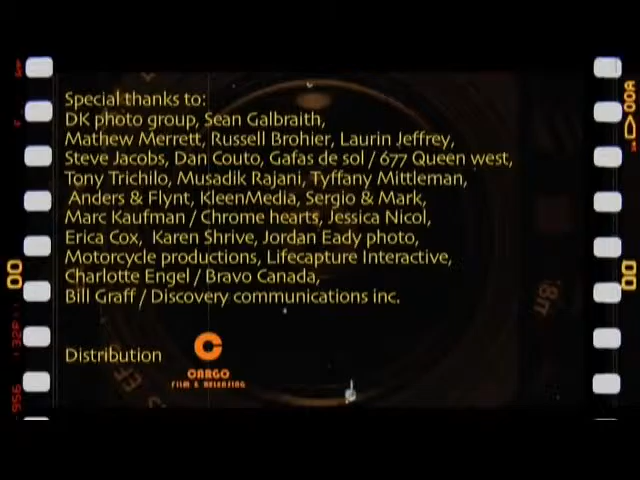 Special thanks to:
DK photo group, Sean Galbraith,
Mathew Merrett, Russell Brohier, Laurin Jeffrey,
Steve Jacobs, Dan Couto, Gafas de sol / 677 Queen west,
Tony Trichilo, Musadik Rajani, Tyffany Mittleman,
Anders & Flynt, KleenMedia, Sergio & Mark,
Marc Kaufman / Chrome hearts, Jessica Nicol,
Erica Cox, Karen Shrive, Jordan Eady photo,
Motorcycle productions, Lifecapture Interactive,
Charlotte Engel / Bravo Canada,
Bill Graff / Discovery communications inc.
Distribution
CARGO
FILM & RELEASING
00
00